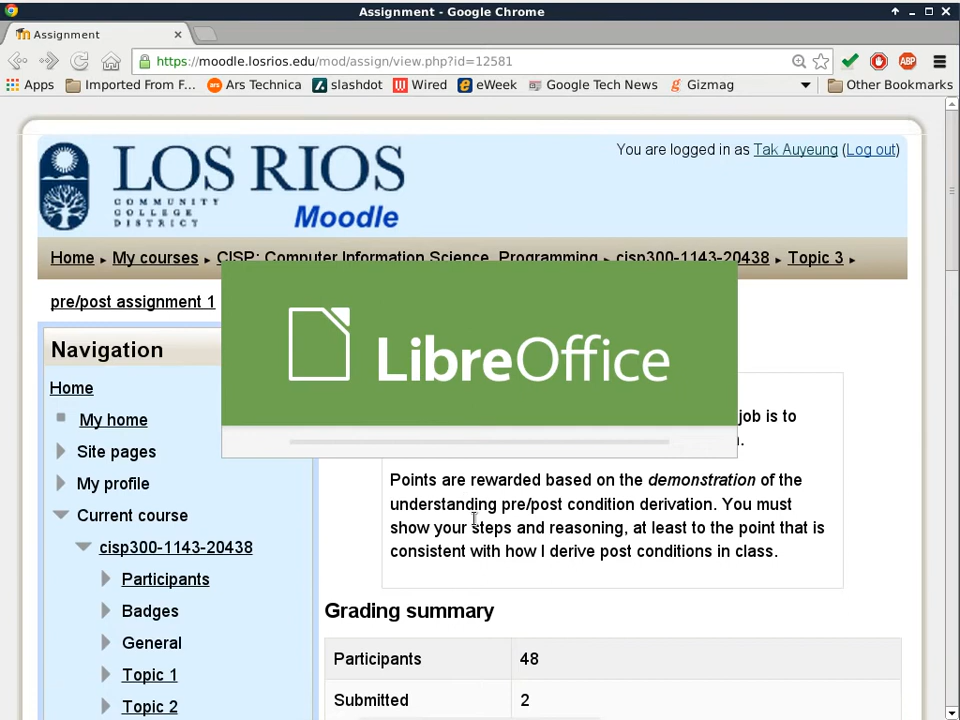 Assignment - Google Chrome
Assignment
https://moodle.losrios.edu/mod/assign/view.php?id=12581
Apps Imported From F... Ars Technica slashdot Wired eWeek Google Tech News Gizmag Other Bookmarks
LOS RIOS
COMMUNITY
COLLEGE
DISTRICT
Moodle
You are logged in as Tak Auyeung (Log out)
Home ▸ My courses ▸ CISP: Computer Information Science, Programming ▸ cisp300-1143-20438 ▸ Topic 3 ▸
pre/post assignment 1
LibreOffice
Navigation
Home
My home
Site pages
My profile
Current course
cisp300-1143-20438
Participants
Badges
General
Topic 1
Topic 2
job is to
Points are rewarded based on the demonstration of the
understanding pre/post condition derivation. You must
show your steps and reasoning, at least to the point that is
consistent with how I derive post conditions in class.
Grading summary
Participants 48
Submitted 2